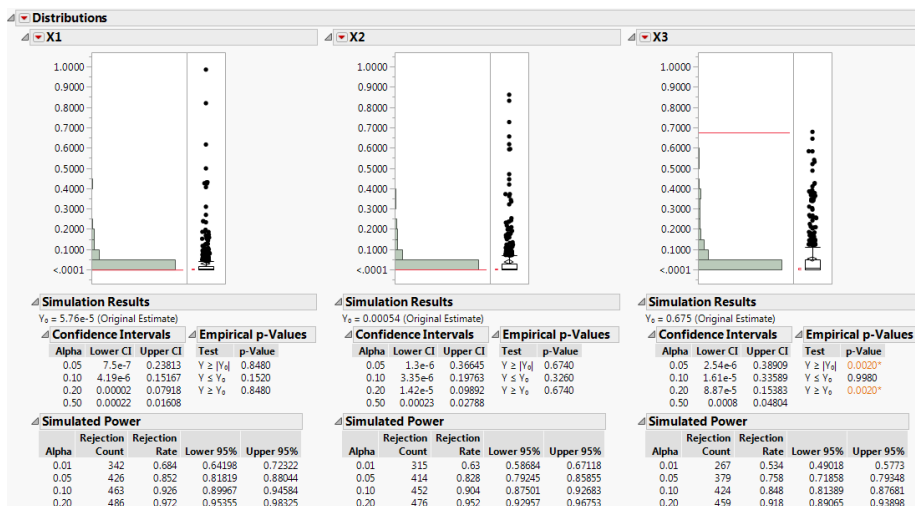 Distributions
X1 X2 X3
1.0000 1.0000 1.0000
0.9000 0.9000 0.9000
0.8000 0.8000 0.8000
0.7000 0.7000 0.7000
0.6000 0.6000 0.6000
0.5000 0.5000 0.5000
0.4000 0.4000 0.4000
0.3000 0.3000 0.3000
0.2000 0.2000 0.2000
0.1000 0.1000 0.1000
<.0001 <.0001 <.0001
Simulation Results Simulation Results Simulation Results
Y₀ = 5.76e-5 (Original Estimate) Y₀ = 0.00054 (Original Estimate) Y₀ = 0.675 (Original Estimate)
Confidence Intervals Empirical p-Values Confidence Intervals Empirical p-Values Confidence Intervals Empirical p-Values
Alpha Lower CI Upper CI Test p-Value Alpha Lower CI Upper CI Test p-Value Alpha Lower CI Upper CI Test p-Value
0.05 7.5e-7 0.23813 Y ≥ |Y₀| 0.8480 0.05 1.3e-6 0.36645 Y ≥ |Y₀| 0.6740 0.05 2.54e-6 0.38909 Y ≥ |Y₀| 0.0020*
0.10 4.19e-6 0.15167 Y ≤ Y₀ 0.1520 0.10 3.35e-6 0.19763 Y ≤ Y₀ 0.3260 0.10 1.61e-5 0.33589 Y ≤ Y₀ 0.9980
0.20 0.00002 0.07918 Y ≥ Y₀ 0.8480 0.20 1.42e-5 0.09892 Y ≥ Y₀ 0.6740 0.20 8.87e-5 0.15383 Y ≥ Y₀ 0.0020*
0.50 0.00022 0.01608 0.50 0.00023 0.02788 0.50 0.0008 0.04804
Simulated Power Simulated Power Simulated Power
Rejection Rejection Rejection Rejection Rejection Rejection
Alpha Count Rate Lower 95% Upper 95% Alpha Count Rate Lower 95% Upper 95% Alpha Count Rate Lower 95% Upper 95%
0.01 342 0.684 0.64198 0.72322 0.01 315 0.63 0.58684 0.67118 0.01 267 0.534 0.49018 0.5773
0.05 426 0.852 0.81819 0.88044 0.05 414 0.828 0.79245 0.85855 0.05 379 0.758 0.71858 0.79348
0.10 463 0.926 0.89967 0.94584 0.10 452 0.904 0.87501 0.92683 0.10 424 0.848 0.81389 0.87681
0.20 486 0.972 0.95355 0.98325 0.20 476 0.952 0.92957 0.96753 0.20 459 0.918 0.89065 0.93898